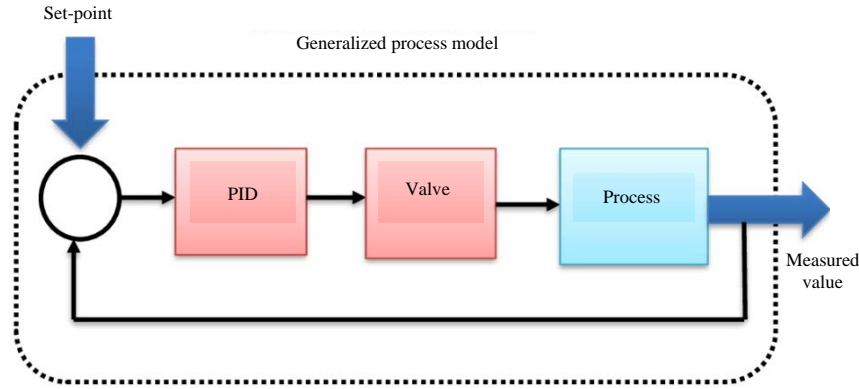 Set-point
Generalized process model
PID
Valve
Process
Measured
value